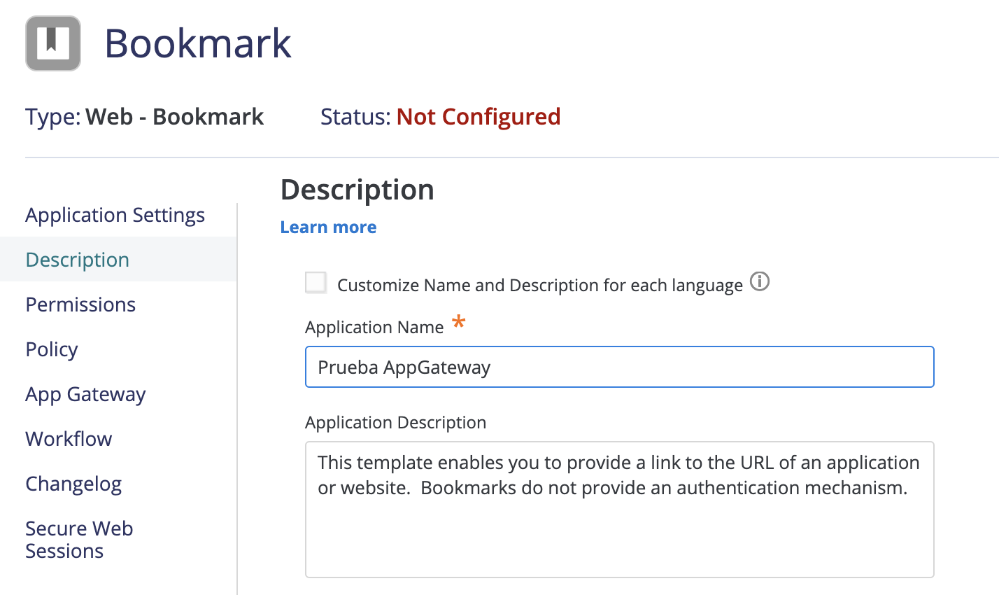 Bookmark
Type: Web - Bookmark
Status: Not Configured
Application Settings
Description
Permissions
Policy
App Gateway
Workflow
Changelog
Secure Web
Sessions
Description
Learn more
Customize Name and Description for each language
Application Name *
Prueba AppGateway
Application Description
This template enables you to provide a link to the URL of an application
or website.  Bookmarks do not provide an authentication mechanism.